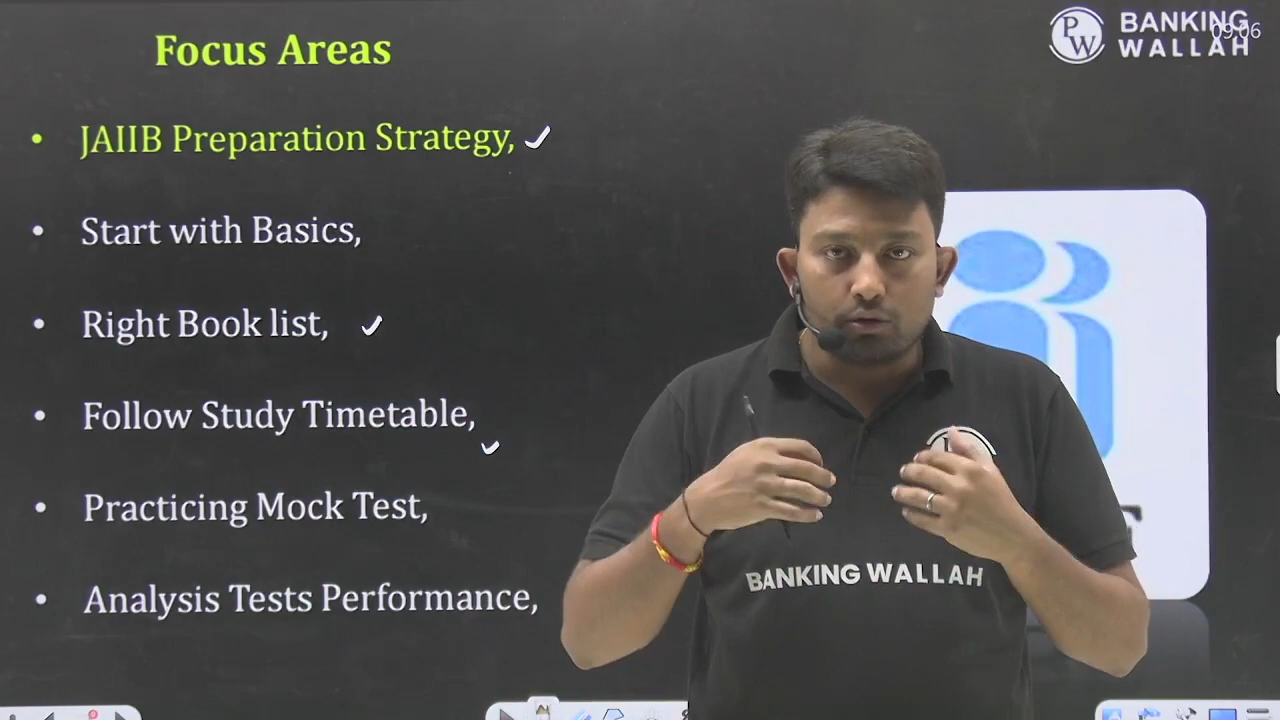 Focus Areas
• JAIIB Preparation Strategy,
• Start with Basics,
• Right Book list,
• Follow Study Timetable,
• Practicing Mock Test,
• Analysis Tests Performance,
PW
BANKING
WALLAH
09:06
BANKING WALLAH